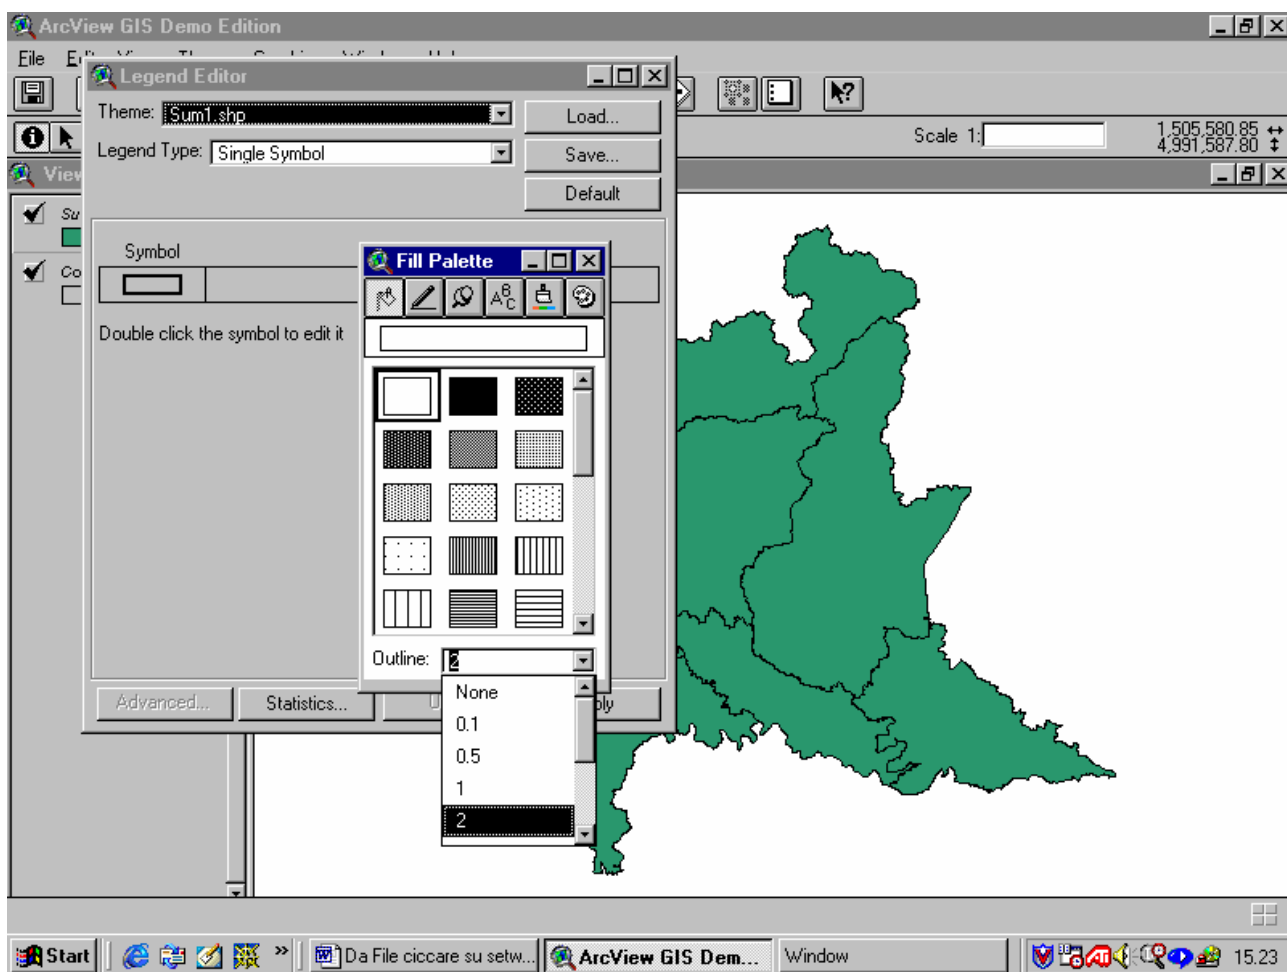 ArcView GIS Demo Edition
File
Legend Editor
Theme: Sum1.shp
Load...
Legend Type: Single Symbol
Save...
Default
Scale 1:
1,505,580.85
4,991,587.80
View
Su
Co
Symbol
Double click the symbol to edit it
Fill Palette
Outline: 2
None
0.1
0.5
1
2
Advanced...
Statistics...
Start
Da File ciccare su setw...
ArcView GIS Dem...
Window
15.23